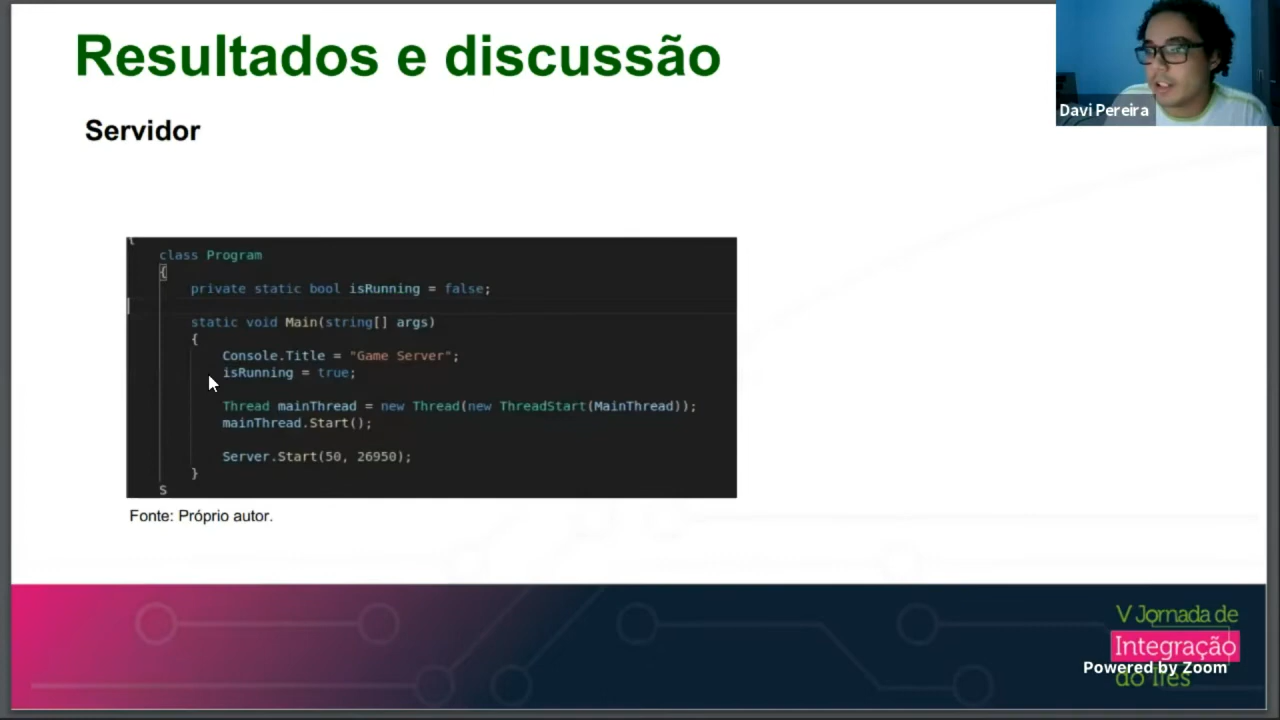 Resultados e discussão
Davi Pereira
Servidor
{
class Program
{
private static bool isRunning = false;
static void Main(string[] args)
{
Console.Title = "Game Server";
isRunning = true;
Thread mainThread = new Thread(new ThreadStart(MainThread));
mainThread.Start();
Server.Start(50, 26950);
}
S
Fonte: Próprio autor.
V Jornada de
Integração
Powered by Zoom
do